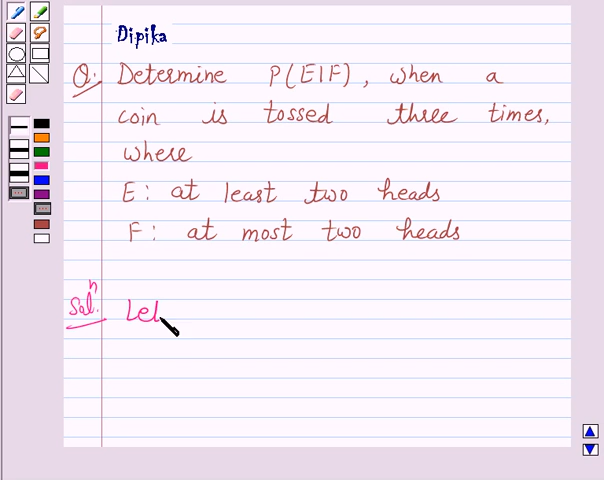 Dipika
Q: Determine P(E|F), when a
coin is tossed three times,
where
E: at least two heads
F: at most two heads
Solⁿ. Let